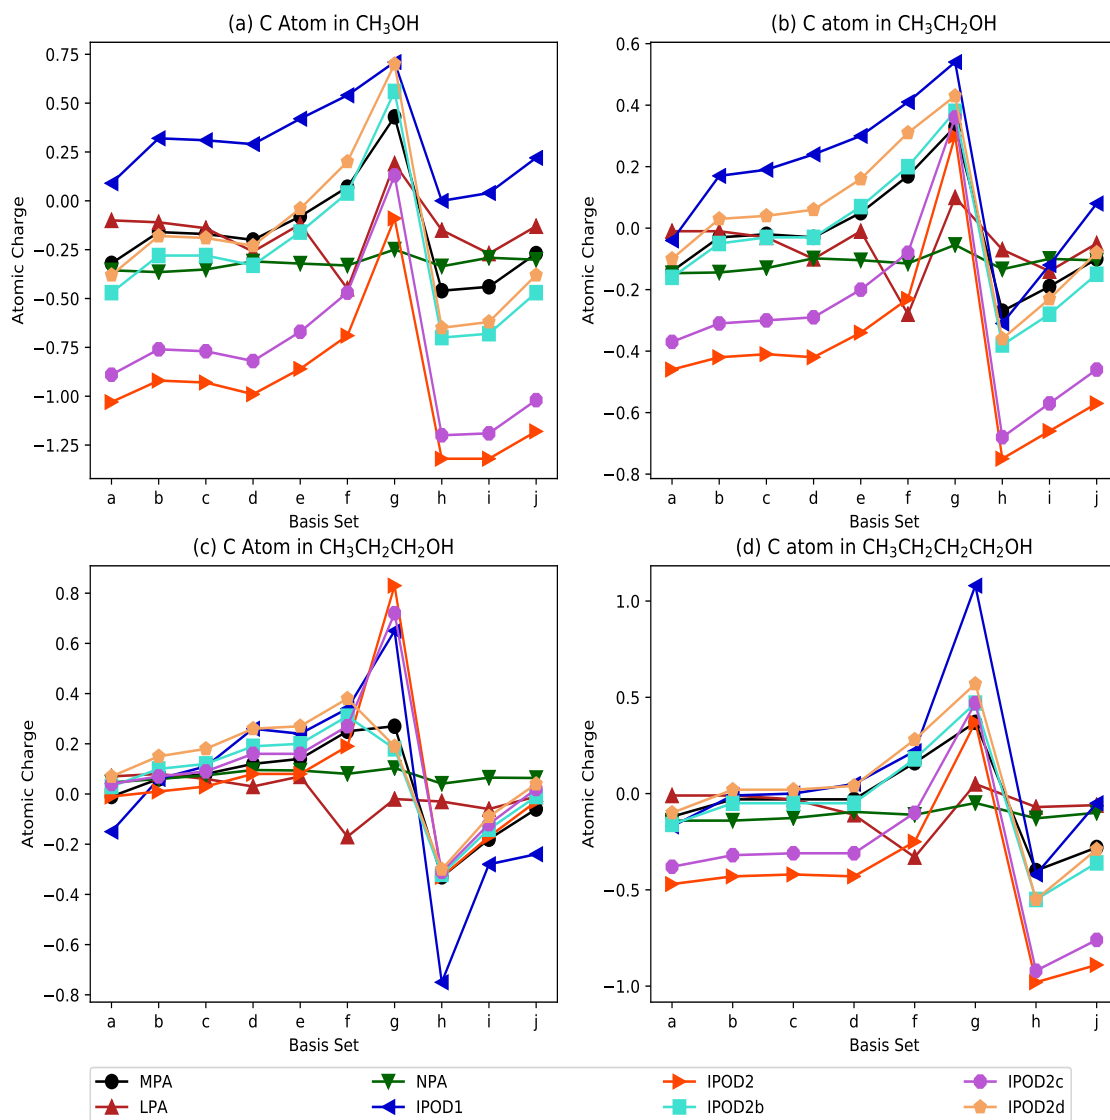 (a) C Atom in CH₃OH
0.75
0.50
0.25
0.00
−0.25
−0.50
−0.75
−1.00
−1.25
Atomic Charge
a b c d e f g h i j
Basis Set
(b) C atom in CH₃CH₂OH
0.6
0.4
0.2
0.0
−0.2
−0.4
−0.6
−0.8
Atomic Charge
a b c d e f g h i j
Basis Set
(c) C Atom in CH₃CH₂CH₂OH
0.8
0.6
0.4
0.2
0.0
−0.2
−0.4
−0.6
−0.8
Atomic Charge
a b c d e f g h i j
Basis Set
(d) C atom in CH₃CH₂CH₂CH₂OH
1.0
0.5
0.0
−0.5
−1.0
Atomic Charge
a b c d f g h j
Basis Set
MPA NPA IPOD2 IPOD2c
LPA IPOD1 IPOD2b IPOD2d